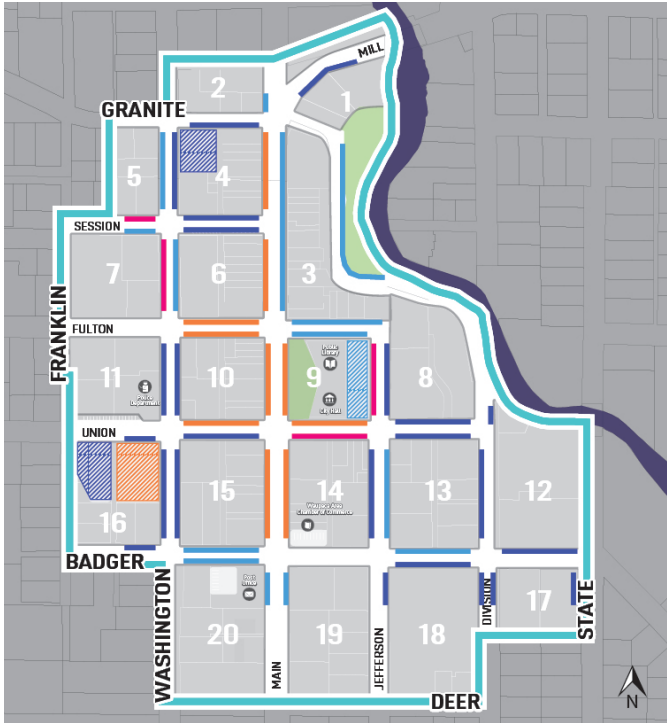 MILL
2
1
GRANITE
5
4
SESSION
7
6
3
FRANKLIN
FULTON
Public
Library
11
Police
Department
10
9
City Hall
8
UNION
16
15
14
Waupaca Area
Chamber of Commerce
13
12
BADGER
WASHINGTON
Post
Office
20
MAIN
19
JEFFERSON
18
DIVISION
17
STATE
DEER
N